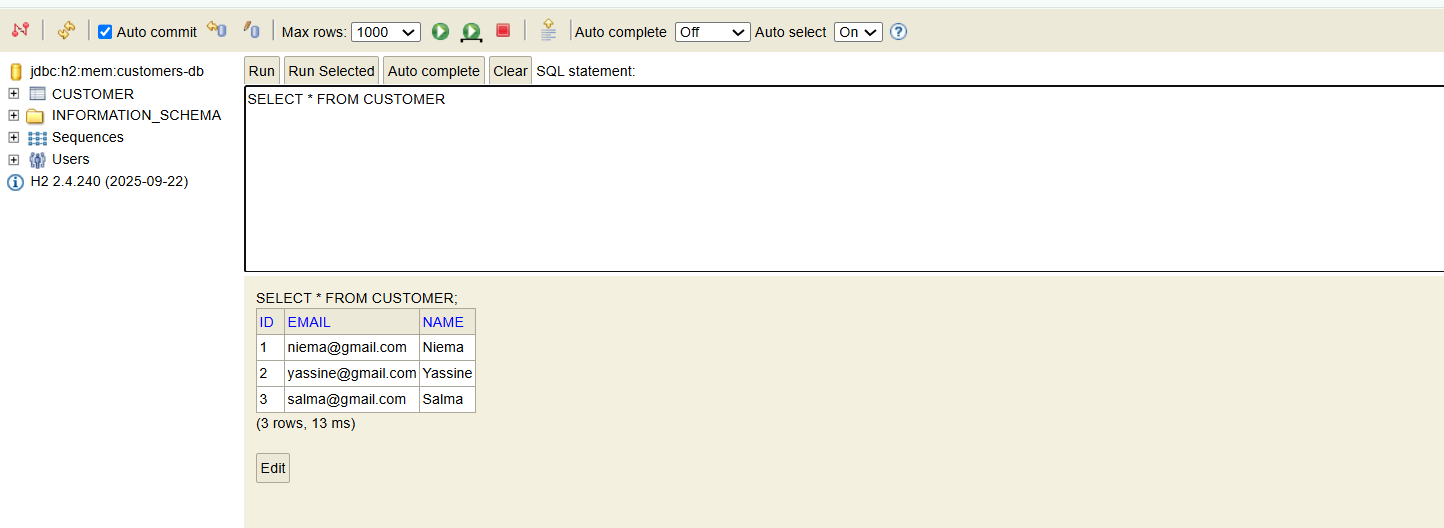 Auto commit Max rows: 1000 Auto complete Off Auto select On ?
jdbc:h2:mem:customers-db
CUSTOMER
INFORMATION_SCHEMA
Sequences
Users
H2 2.4.240 (2025-09-22)
Run Run Selected Auto complete Clear SQL statement:
SELECT * FROM CUSTOMER
SELECT * FROM CUSTOMER;
ID EMAIL NAME
1 niema@gmail.com Niema
2 yassine@gmail.com Yassine
3 salma@gmail.com Salma
(3 rows, 13 ms)
Edit